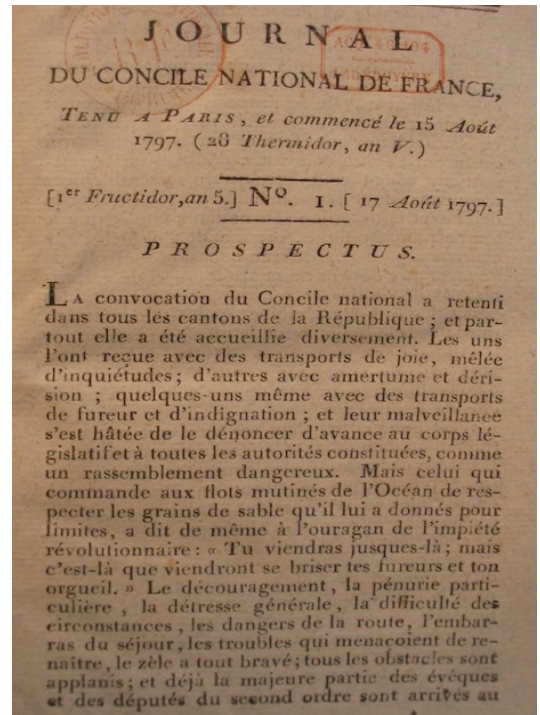 JOURNAL
DU CONCILE NATIONAL DE FRANCE,
TENU A PARIS, et commencé le 15 Août
1797. (28 Thermidor, an V.)
[1er Fructidor, an 5.] No. 1. [17 Août 1797.]
PROSPECTUS.
LA convocation du Concile national a retenti
dans tous les cantons de la République ; et par-
tout elle a été accueillie diversement. Les uns
l'ont reçue avec des transports de joie, mêlée
d'inquiétudes ; d'autres avec amertume et déri-
sion ; quelques-uns même avec des transports
de fureur et d'indignation ; et leur malveillance
s'est hâtée de le dénoncer d'avance au corps lé-
gislatif et à toutes les autorités constituées, comme
un rassemblement dangereux. Mais celui qui
commande aux flots mutinés de l'Océan de res-
pecter les grains de sable qu'il lui a donnés pour
limites, a dit de même à l'ouragan de l'impiété
révolutionnaire : « Tu viendras jusques-là ; mais
c'est-là que viendront se briser tes fureurs et ton
orgueil. » Le découragement, la pénurie parti-
culière, la détresse générale, la difficulté des
circonstances, les dangers de la route, l'embar-
ras du séjour, les troubles qui menaçoient de re-
naître, le zèle a tout bravé ; tous les obstacles sont
applanis ; et déjà la majeure partie des évêques
et des députés du second ordre sont arrivés au